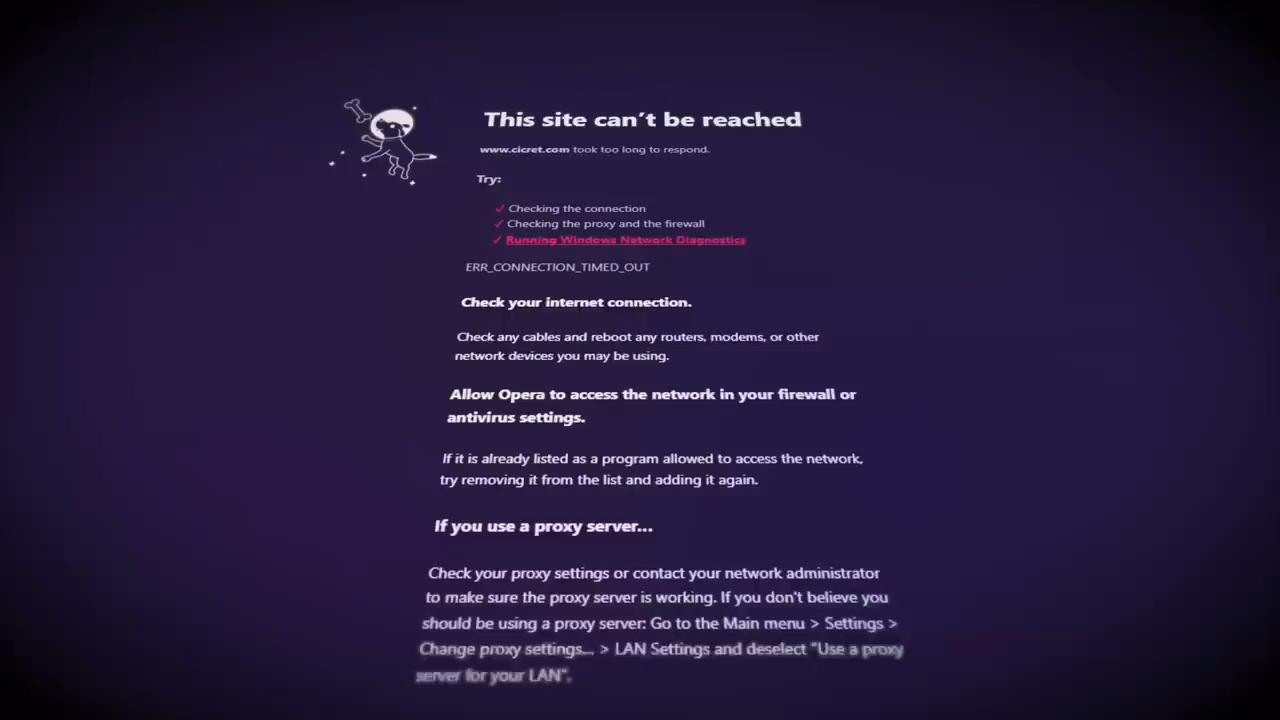 This site can't be reached
www.cicret.com took too long to respond.
Try:
Checking the connection
Checking the proxy and the firewall
Running Windows Network Diagnostics
ERR_CONNECTION_TIMED_OUT
Check your internet connection.
Check any cables and reboot any routers, modems, or other
network devices you may be using.
Allow Opera to access the network in your firewall or
antivirus settings.
If it is already listed as a program allowed to access the network,
try removing it from the list and adding it again.
If you use a proxy server...
Check your proxy settings or contact your network administrator
to make sure the proxy server is working. If you don't believe you
should be using a proxy server: Go to the Main menu > Settings >
Change proxy settings... > LAN Settings and deselect "Use a proxy
server for your LAN".